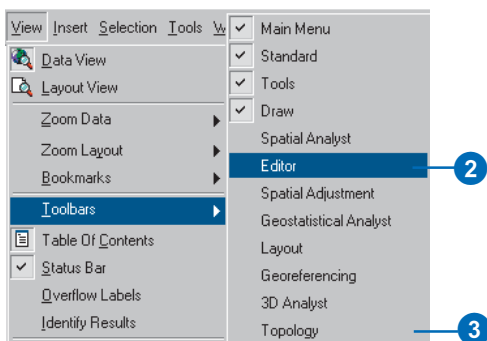 View Insert Selection Tools W
Data View
Layout View
Zoom Data
Zoom Layout
Bookmarks
Toolbars
Table Of Contents
Status Bar
Overflow Labels
Identify Results
Main Menu
Standard
Tools
Draw
Spatial Analyst
Editor
2
Spatial Adjustment
Geostatistical Analyst
Layout
Georeferencing
3D Analyst
Topology
3